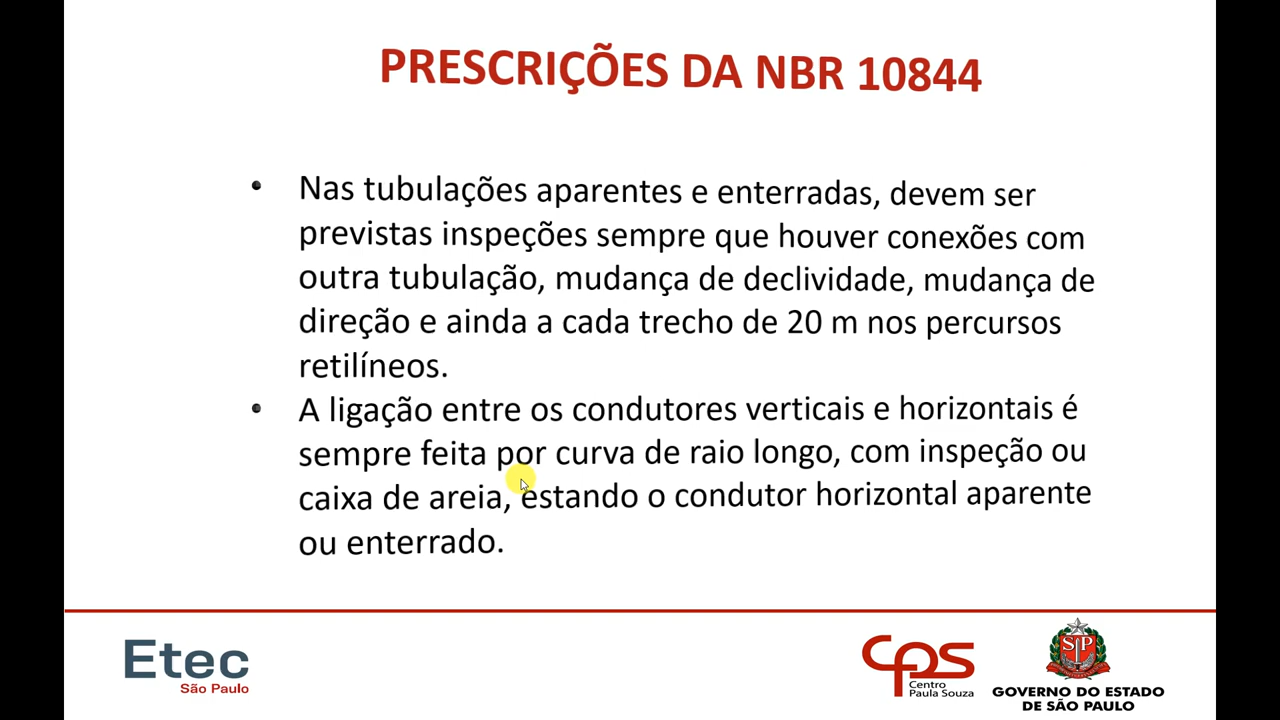 PRESCRIÇÕES DA NBR 10844
• Nas tubulações aparentes e enterradas, devem ser
previstas inspeções sempre que houver conexões com
outra tubulação, mudança de declividade, mudança de
direção e ainda a cada trecho de 20 m nos percursos
retilíneos.
• A ligação entre os condutores verticais e horizontais é
sempre feita por curva de raio longo, com inspeção ou
caixa de areia, estando o condutor horizontal aparente
ou enterrado.
Etec
São Paulo
CPS
Centro
Paula Souza
SP
GOVERNO DO ESTADO
DE SÃO PAULO